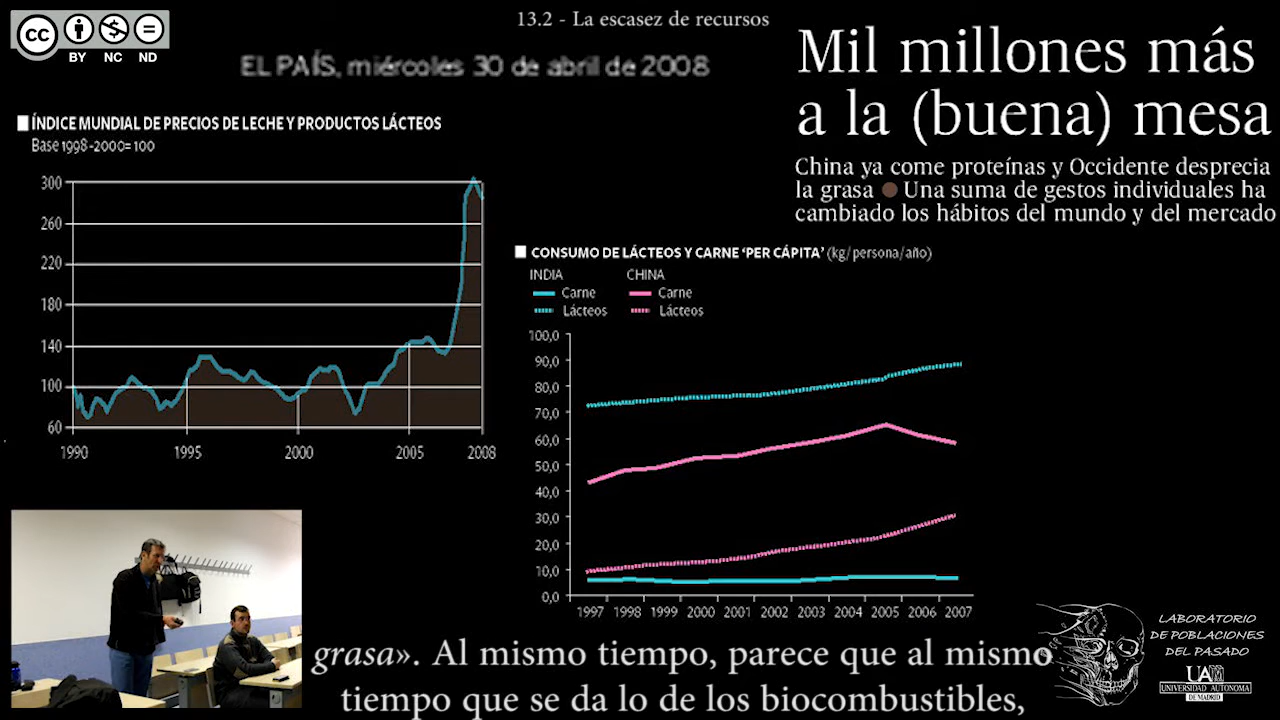 cc
BY NC ND
13.2 - La escasez de recursos
EL PAÍS, miércoles 30 de abril de 2008
Mil millones más
a la (buena) mesa
China ya come proteínas y Occidente desprecia
la grasa ● Una suma de gestos individuales ha
cambiado los hábitos del mundo y del mercado
ÍNDICE MUNDIAL DE PRECIOS DE LECHE Y PRODUCTOS LÁCTEOS
Base 1998-2000=100
300
260
220
180
140
100
60
1990 1995 2000 2005 2008
CONSUMO DE LÁCTEOS Y CARNE ‘PER CÁPITA’ (kg/persona/año)
INDIA CHINA
Carne Carne
Lácteos Lácteos
100,0
90,0
80,0
70,0
60,0
50,0
40,0
30,0
20,0
10,0
0,0
1997 1998 1999 2000 2001 2002 2003 2004 2005 2006 2007
grasa». Al mismo tiempo, parece que al mismo
tiempo que se da lo de los biocombustibles,
LABORATORIO
DE POBLACIONES
DEL PASADO
UAM
UNIVERSIDAD AUTONOMA
DE MADRID